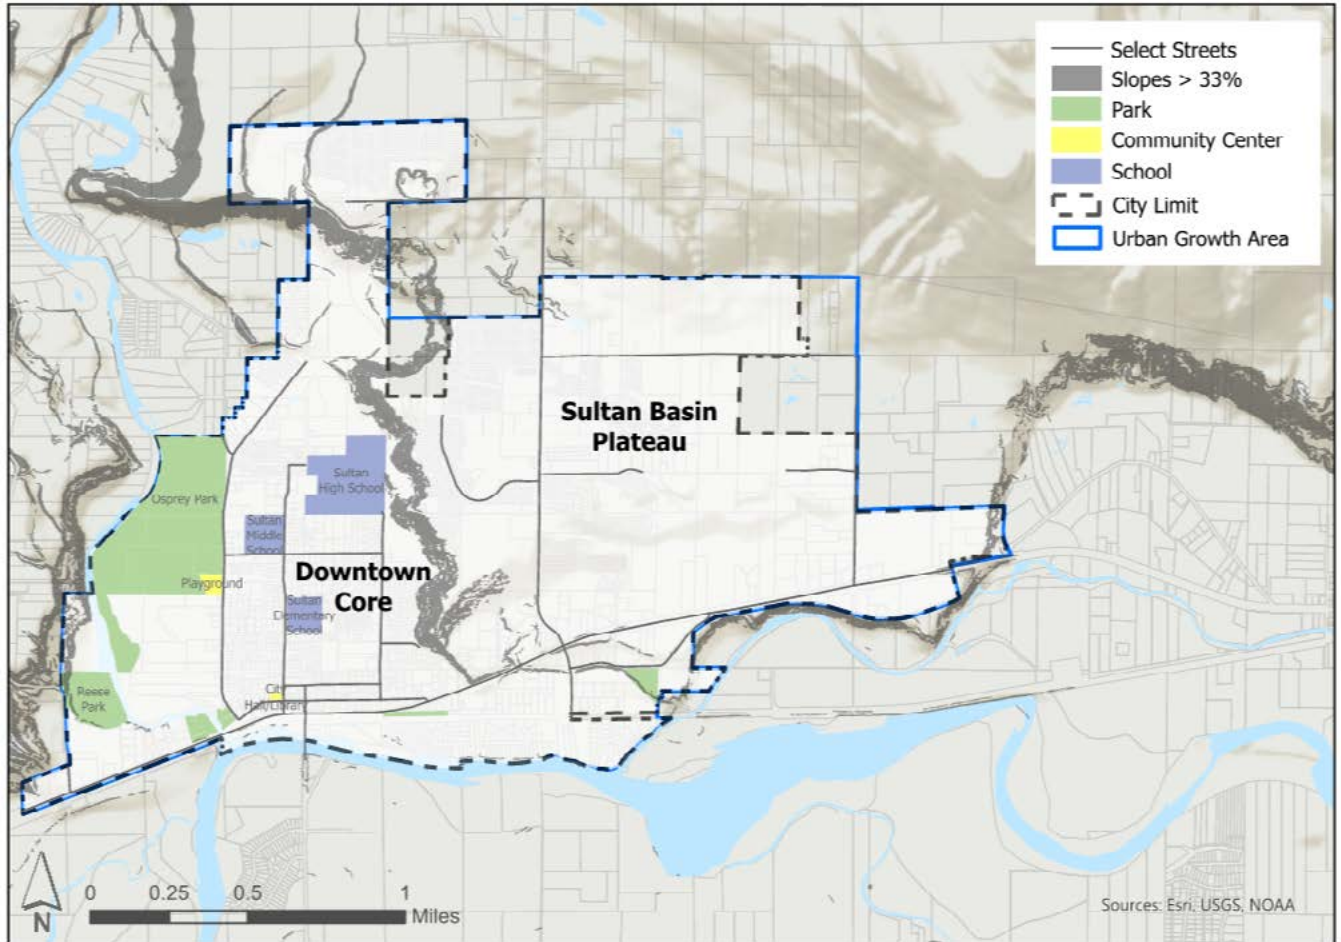 Select Streets
Slopes > 33%
Park
Community Center
School
City Limit
Urban Growth Area
Sultan Basin
Plateau
Sultan
High School
Osprey Park
Sultan
Middle
School
Playground
Downtown
Core
Sultan
Elementary
School
Reese
Park
City
Hall/Library
0 0.25 0.5 1
Miles
N
Sources: Esri, USGS, NOAA